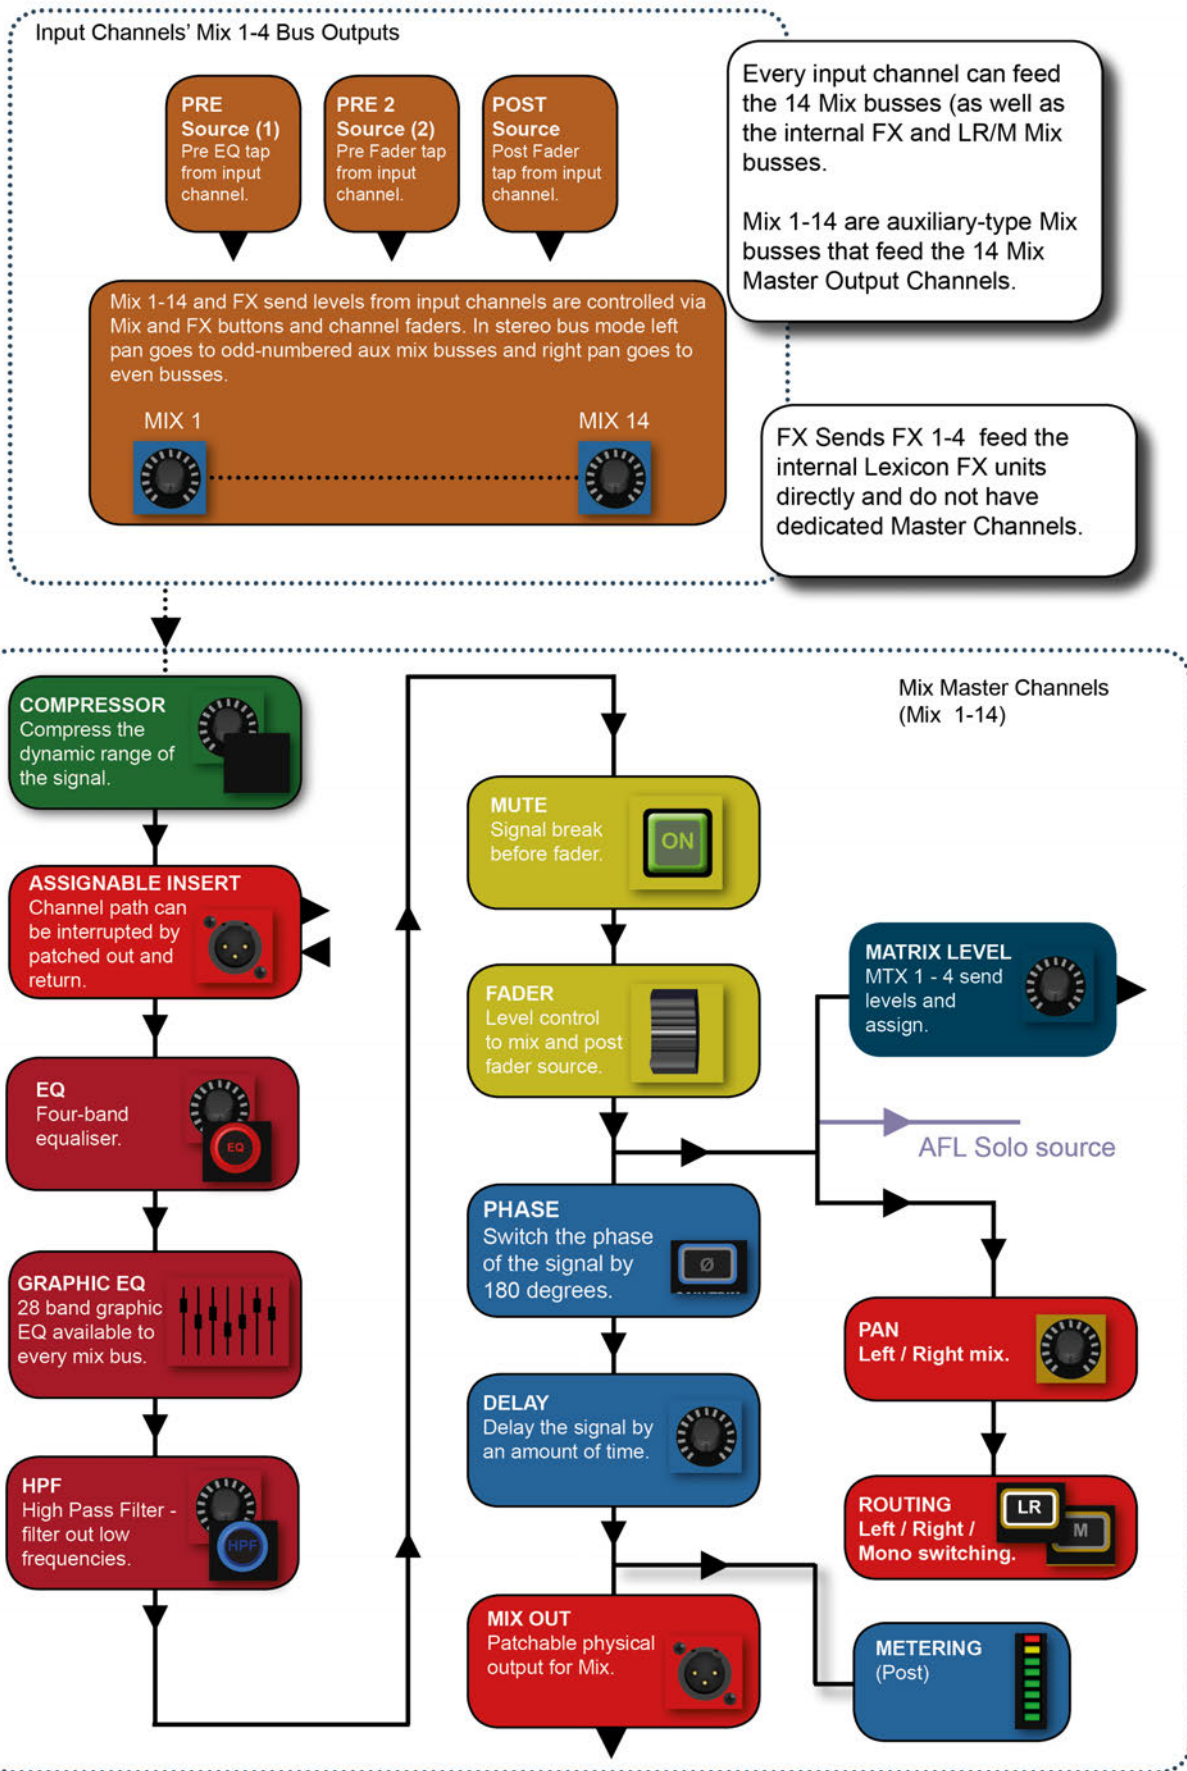 Input Channels' Mix 1-4 Bus Outputs
PRE
Source (1)
Pre EQ tap
from input
channel.
PRE 2
Source (2)
Pre Fader tap
from input
channel.
POST
Source
Post Fader
tap from input
channel.
Every input channel can feed
the 14 Mix busses (as well as
the internal FX and LR/M Mix
busses.
Mix 1-14 are auxiliary-type Mix
busses that feed the 14 Mix
Master Output Channels.
Mix 1-14 and FX send levels from input channels are controlled via
Mix and FX buttons and channel faders. In stereo bus mode left
pan goes to odd-numbered aux mix busses and right pan goes to
even busses.
MIX 1
MIX 14
FX Sends FX 1-4 feed the
internal Lexicon FX units
directly and do not have
dedicated Master Channels.
Mix Master Channels
(Mix 1-14)
COMPRESSOR
Compress the
dynamic range of
the signal.
ASSIGNABLE INSERT
Channel path can
be interrupted by
patched out and
return.
EQ
Four-band
equaliser.
EQ
GRAPHIC EQ
28 band graphic
EQ available to
every mix bus.
HPF
High Pass Filter -
filter out low
frequencies.
HPF
MUTE
Signal break
before fader.
ON
FADER
Level control
to mix and post
fader source.
MATRIX LEVEL
MTX 1 - 4 send
levels and
assign.
AFL Solo source
PHASE
Switch the phase
of the signal by
180 degrees.
Ø
DELAY
Delay the signal by
an amount of time.
PAN
Left / Right mix.
ROUTING
Left / Right /
Mono switching.
LR
M
MIX OUT
Patchable physical
output for Mix.
METERING
(Post)